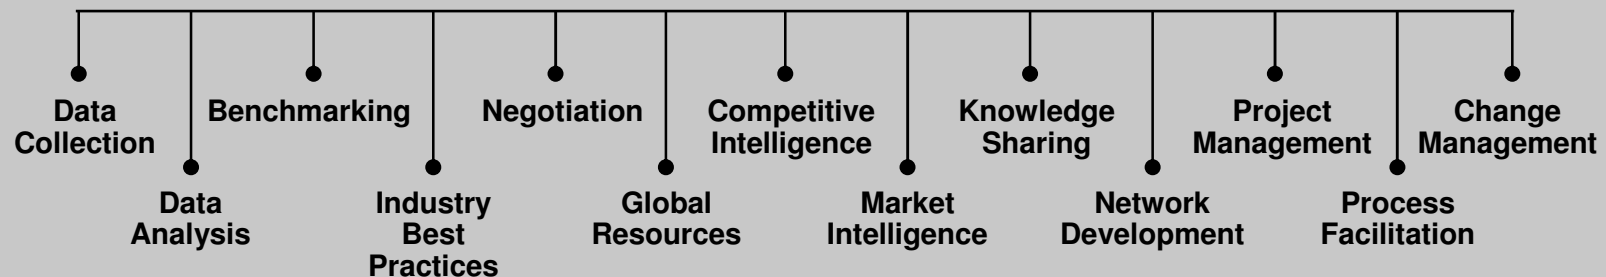 Data
Collection
Benchmarking
Negotiation
Competitive
Intelligence
Knowledge
Sharing
Project
Management
Change
Management
Data
Analysis
Industry
Best
Practices
Global
Resources
Market
Intelligence
Network
Development
Process
Facilitation